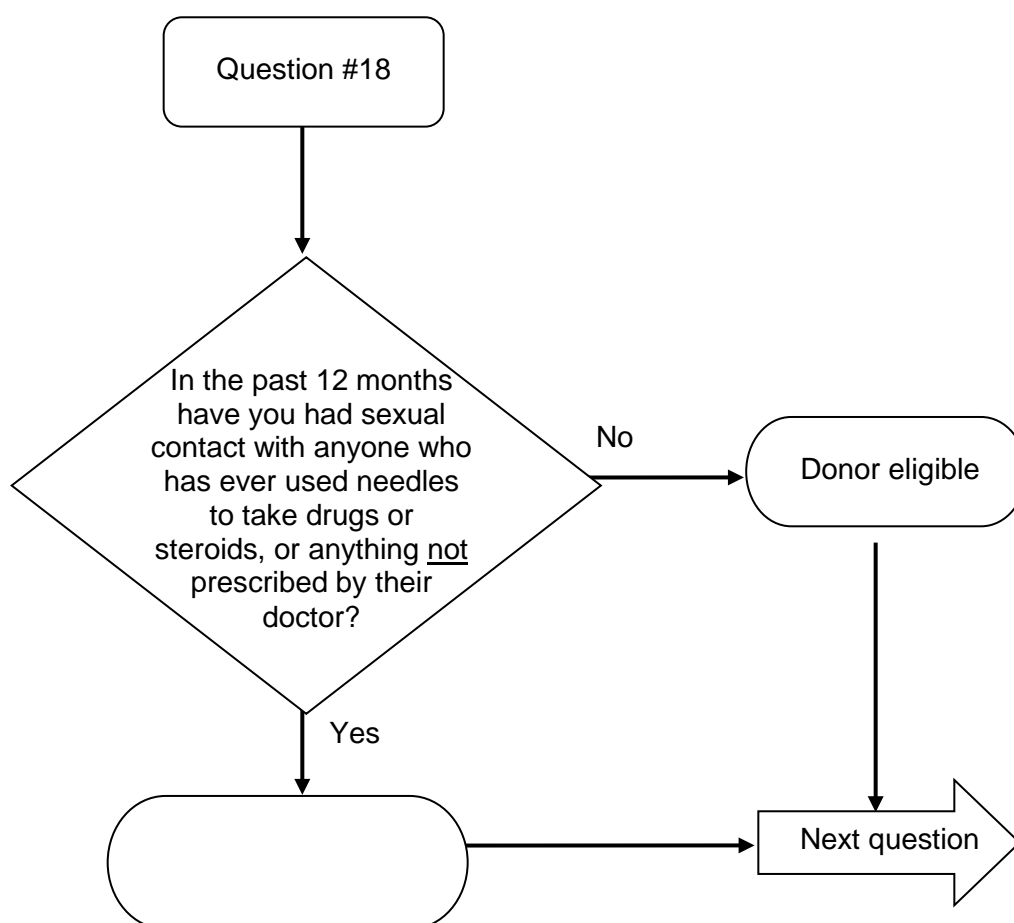 Question #18
In the past 12 months
have you had sexual
contact with anyone who
has ever used needles
to take drugs or
steroids, or anything not
prescribed by their
doctor?
No
Donor eligible
Yes
Next question